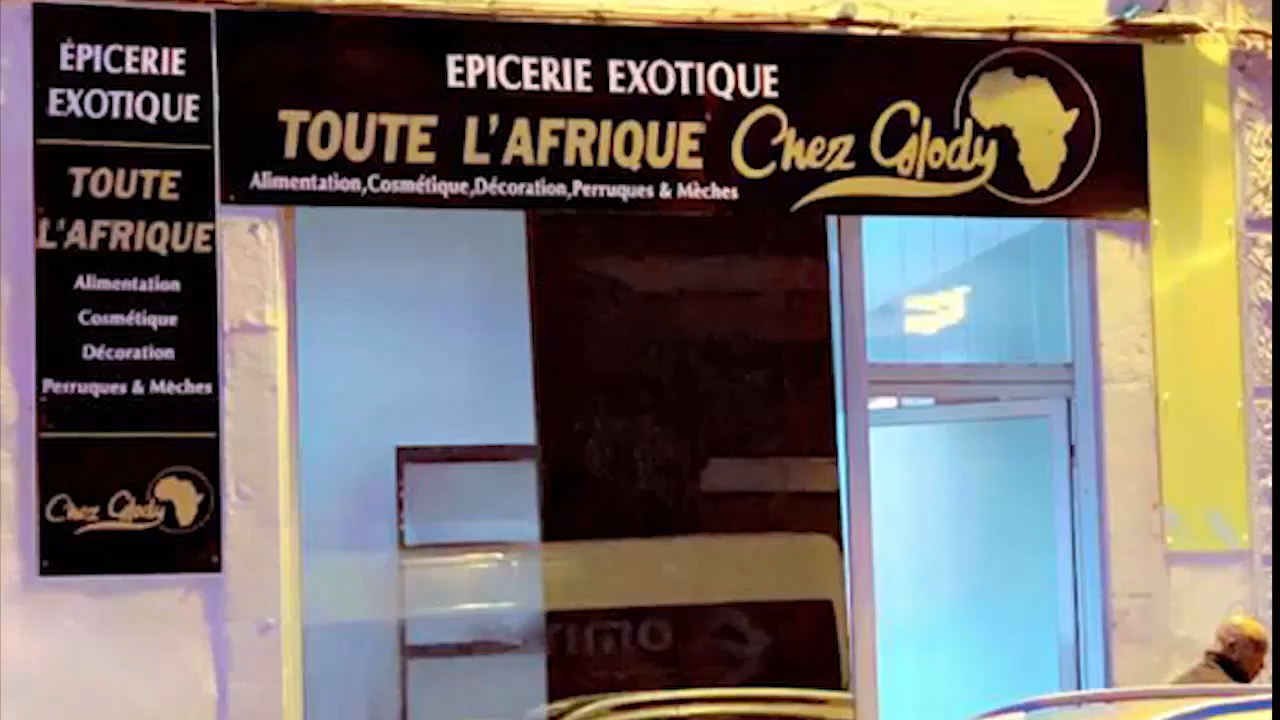 ÉPICERIE
EXOTIQUE
TOUTE
L'AFRIQUE
Alimentation
Cosmétique
Décoration
Perruques & Mèches
Chez Glody
EPICERIE EXOTIQUE
TOUTE L'AFRIQUE Chez Glody
Alimentation,Cosmétique,Décoration,Perruques & Mèches